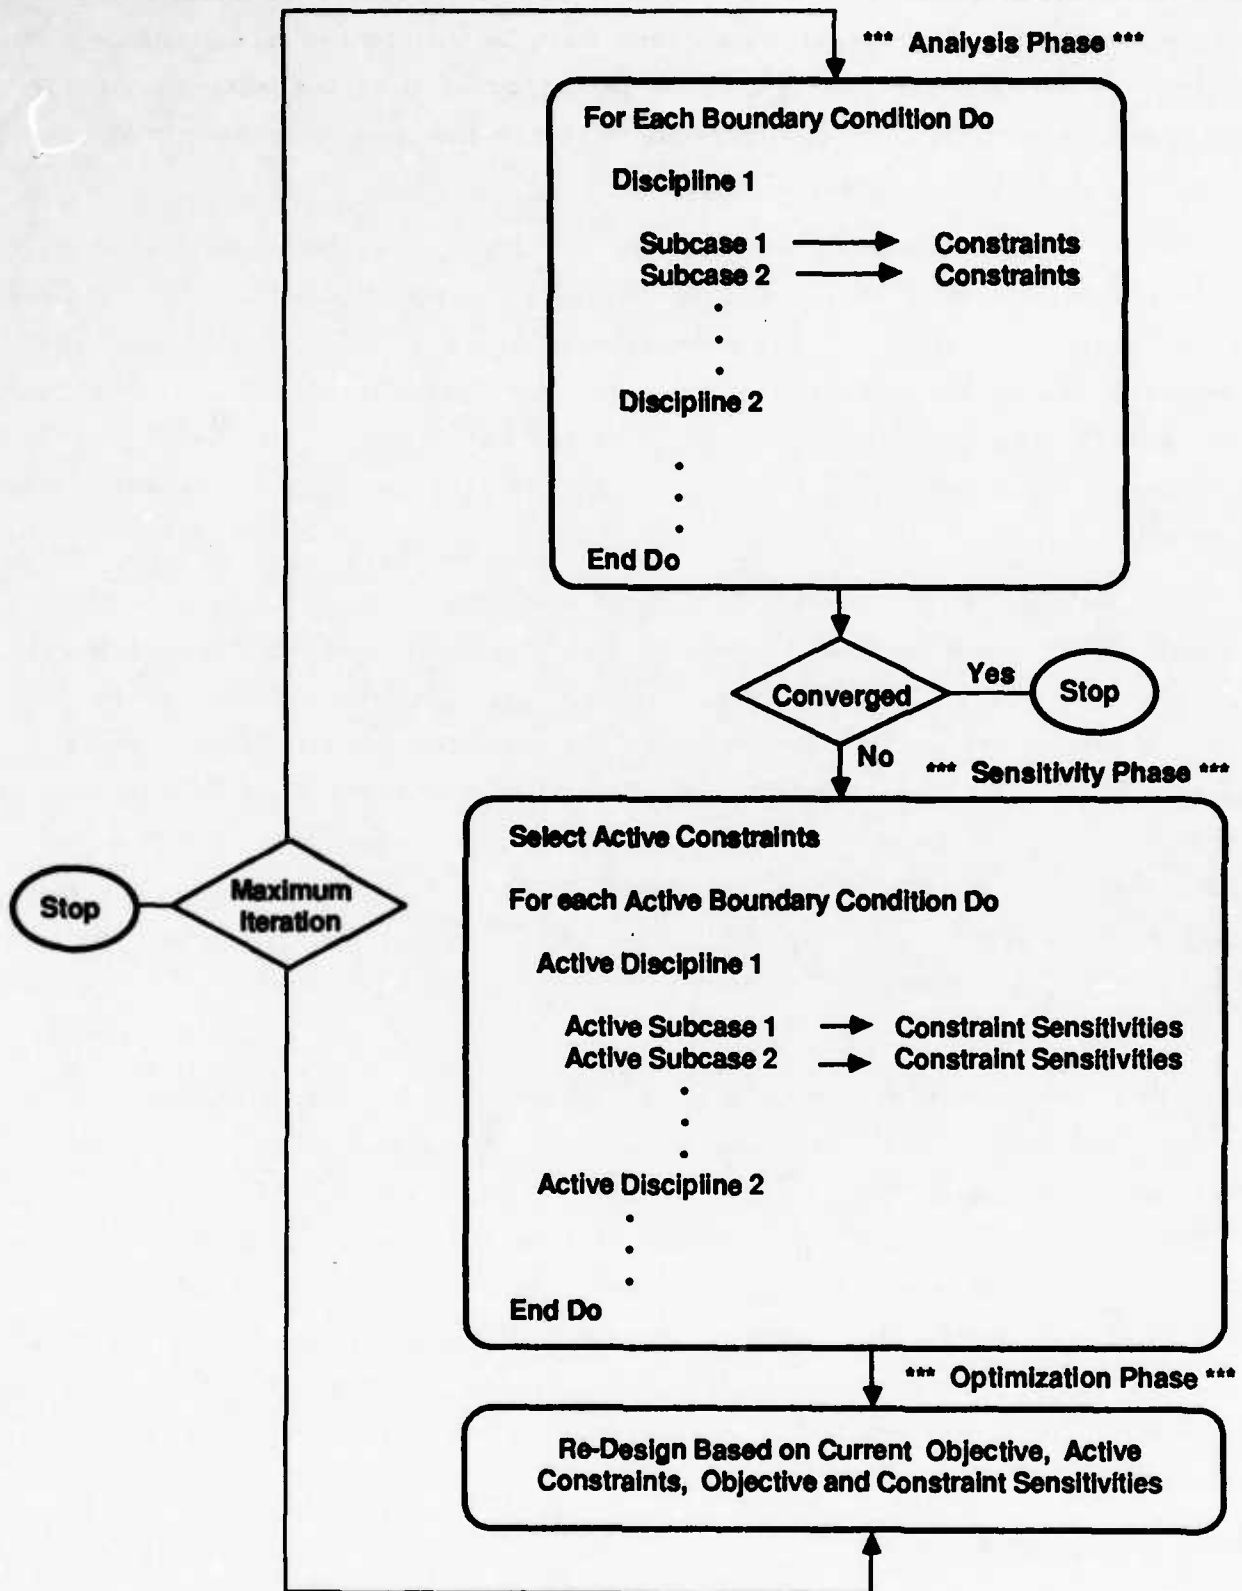 *** Analysis Phase ***
For Each Boundary Condition Do
Discipline 1
Subcase 1 Constraints
Subcase 2 Constraints
Discipline 2
End Do
Converged
Yes
Stop
No
*** Sensitivity Phase ***
Select Active Constraints
For each Active Boundary Condition Do
Active Discipline 1
Active Subcase 1 Constraint Sensitivities
Active Subcase 2 Constraint Sensitivities
Active Discipline 2
End Do
Stop
Maximum
Iteration
*** Optimization Phase ***
Re-Design Based on Current Objective, Active
Constraints, Objective and Constraint Sensitivities